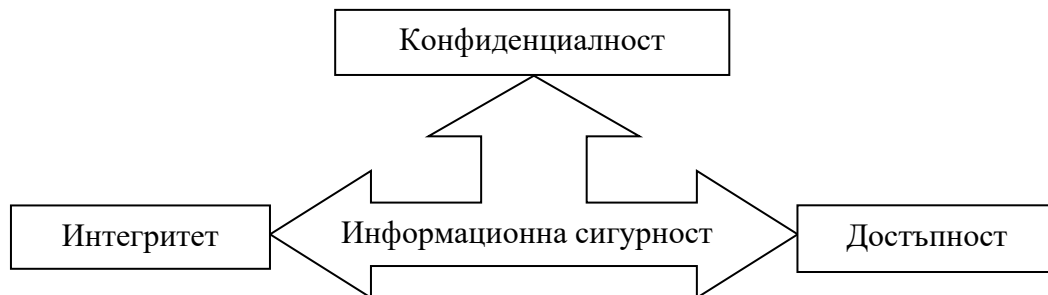 Конфиденциалност
Интегритет
Информационна сигурност
Достъпност